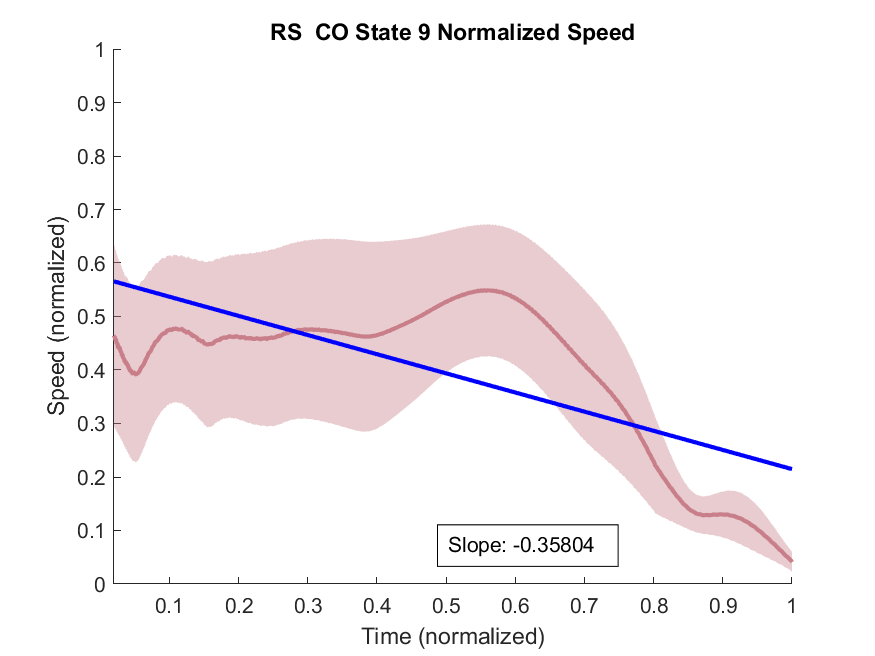 RS  CO State 9 Normalized Speed
1
0.9
0.8
0.7
0.6
0.5
0.4
0.3
0.2
0.1
0
Speed (normalized)
Slope: -0.35804
0.1 0.2 0.3 0.4 0.5 0.6 0.7 0.8 0.9 1
Time (normalized)